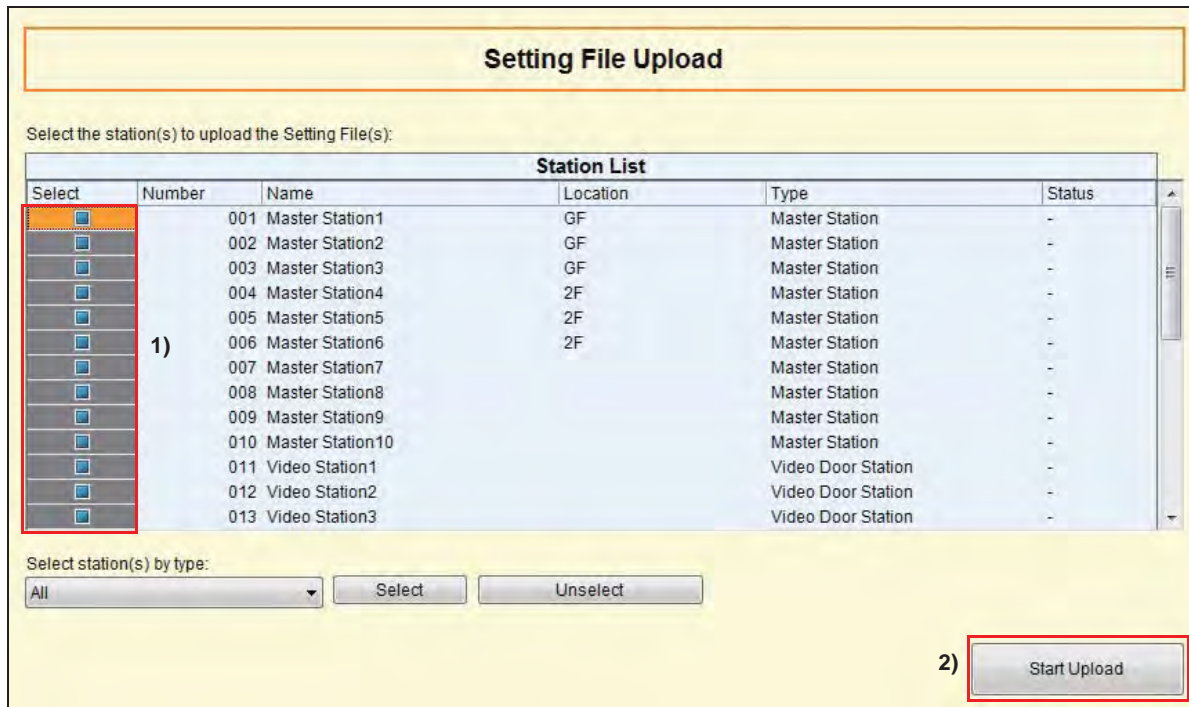 Setting File Upload
Select the station(s) to upload the Setting File(s):
Station List
Select Number Name Location Type Status
001 Master Station1 GF Master Station -
002 Master Station2 GF Master Station -
003 Master Station3 GF Master Station -
004 Master Station4 2F Master Station -
005 Master Station5 2F Master Station -
1) 006 Master Station6 2F Master Station -
007 Master Station7 Master Station -
008 Master Station8 Master Station -
009 Master Station9 Master Station -
010 Master Station10 Master Station -
011 Video Station1 Video Door Station -
012 Video Station2 Video Door Station -
013 Video Station3 Video Door Station -
Select station(s) by type:
All Select Unselect
2) Start Upload